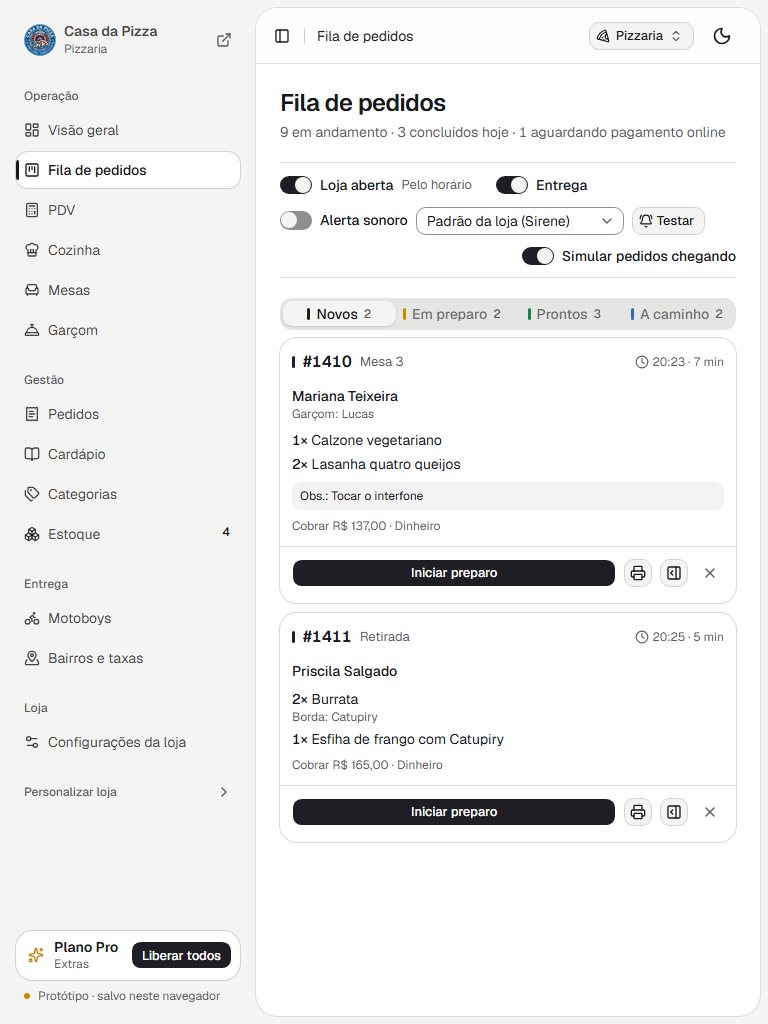 Casa da Pizza
Pizzaria
Operação
Visão geral
Fila de pedidos
PDV
Cozinha
Mesas
Garçom
Gestão
Pedidos
Cardápio
Categorias
Estoque 4
Entrega
Motoboys
Bairros e taxas
Loja
Configurações da loja
Personalizar loja
Plano Pro
Extras
Liberar todos
Protótipo · salvo neste navegador
Fila de pedidos
Pizzaria
Fila de pedidos
9 em andamento · 3 concluídos hoje · 1 aguardando pagamento online
Loja aberta Pelo horário Entrega
Alerta sonoro Padrão da loja (Sirene) Testar
Simular pedidos chegando
Novos 2 Em preparo 2 Prontos 3 A caminho 2
#1410 Mesa 3 20:23 · 7 min
Mariana Teixeira
Garçom: Lucas
1× Calzone vegetariano
2× Lasanha quatro queijos
Obs.: Tocar o interfone
Cobrar R$ 137,00 · Dinheiro
Iniciar preparo
#1411 Retirada 20:25 · 5 min
Priscila Salgado
2× Burrata
Borda: Catupiry
1× Esfiha de frango com Catupiry
Cobrar R$ 165,00 · Dinheiro
Iniciar preparo